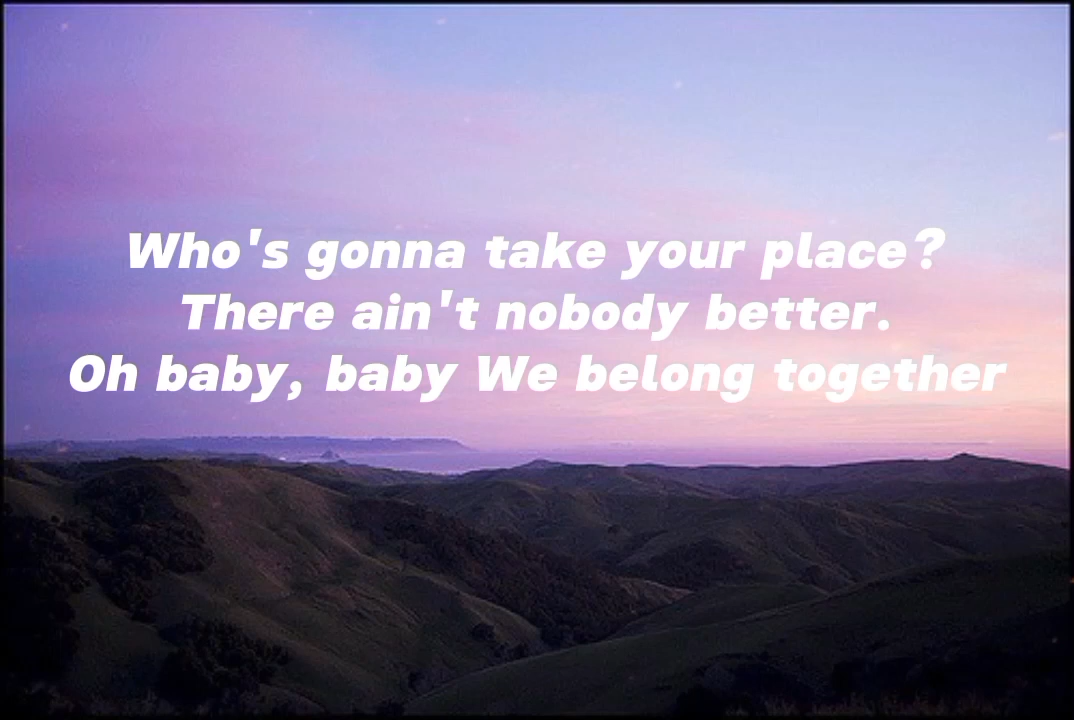 Who's gonna take your place?
There ain't nobody better.
Oh baby, baby We belong together